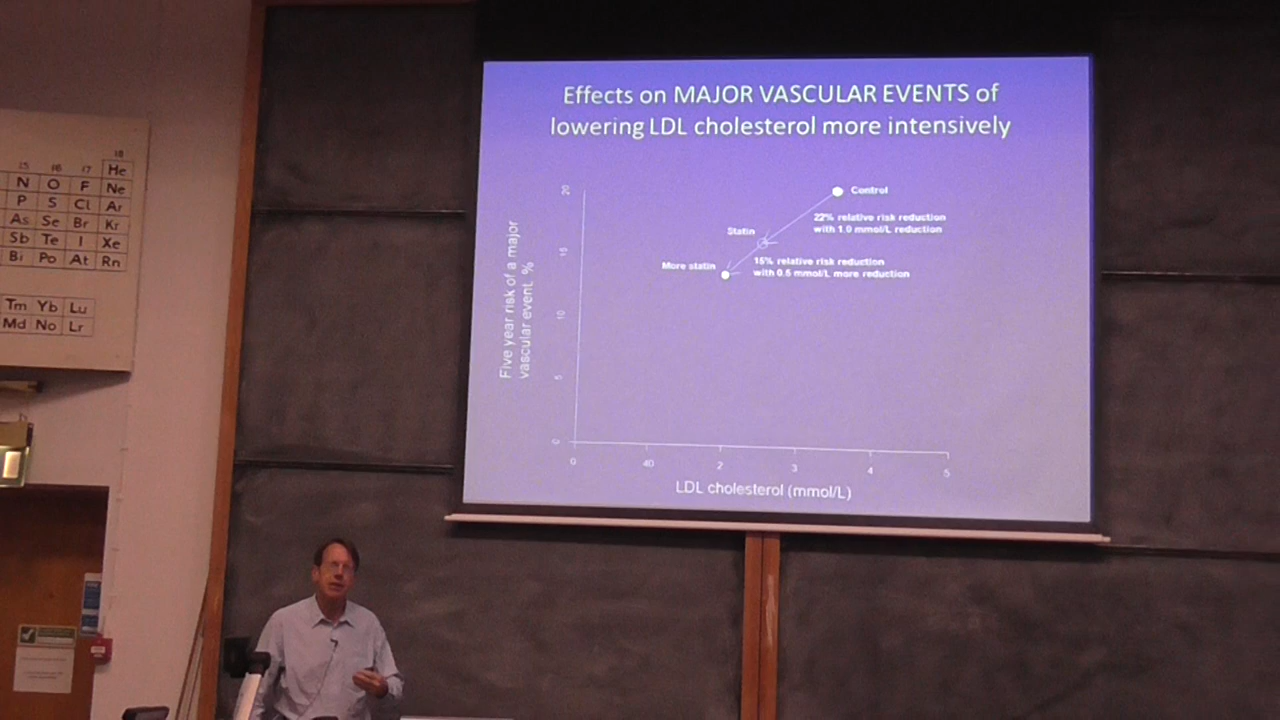 Effects on MAJOR VASCULAR EVENTS of
lowering LDL cholesterol more intensively
20
15
10
5
0
Five year risk of a major
vascular event, %
Control
22% relative risk reduction
with 1.0 mmol/L reduction
Statin
More statin
15% relative risk reduction
with 0.5 mmol/L more reduction
0 40 2 3 4 5
LDL cholesterol (mmol/L)
15 16 17 18
He
N O F Ne
P S Cl Ar
As Se Br Kr
Sb Te I Xe
Bi Po At Rn
Tm Yb Lu
Md No Lr